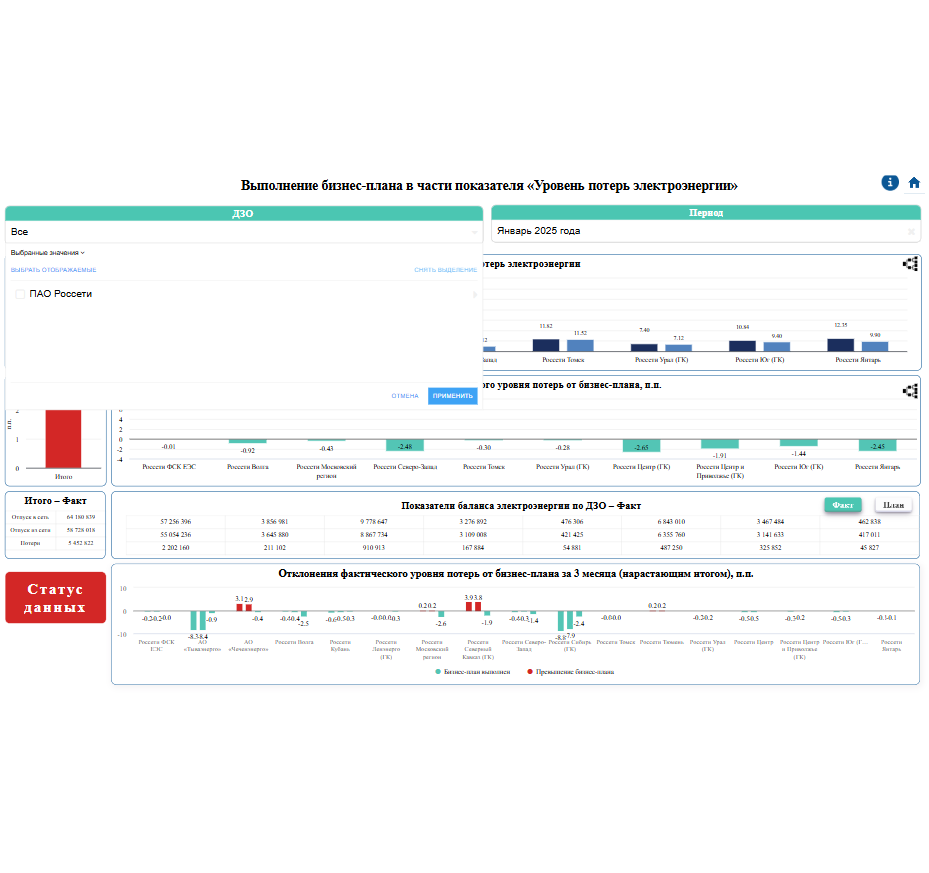 Выполнение бизнес-плана в части показателя «Уровень потерь электроэнергии»
ДЗО
Период
Все
Январь 2025 года
Выбранные значения
ВЫБРАТЬ ОТОБРАЖАЕМЫЕ
СНЯТЬ ВЫДЕЛЕНИЕ
ПАО Россети
ОТМЕНА
ПРИМЕНИТЬ
терь электроэнергии
11.82 11.52 7.40 7.12 10.84 9.40 12.35 9.90
12
Запад Россети Томск Россети Урал (ГК) Россети Юг (ГК) Россети Янтарь
го уровня потерь от бизнес-плана, п.п.
п.п.
2
1
0
Итого
4
2
0
-2
-4
-0.01 -0.92 -0.43 -2.48 -0.30 -0.28 -2.65 -1.91 -1.44 -2.45
Россети ФСК ЕЭС Россети Волга Россети Московский регион Россети Северо-Запад Россети Томск Россети Урал (ГК) Россети Центр (ГК) Россети Центр и Приволжье (ГК) Россети Юг (ГК) Россети Янтарь
Итого – Факт
Отпуск в сеть 64 180 839
Отпуск из сети 58 728 018
Потери 5 452 822
Показатели баланса электроэнергии по ДЗО – Факт
Факт
План
57 256 396 3 856 981 9 778 647 3 276 892 476 306 6 843 010 3 467 484 462 838
55 054 236 3 645 880 8 867 734 3 109 008 421 425 6 355 760 3 141 633 417 011
2 202 160 211 102 910 913 167 884 54 881 487 250 325 852 45 827
Статус
данных
Отклонения фактического уровня потерь от бизнес-плана за 3 месяца (нарастающим итогом), п.п.
10
0
-10
-0.2 -0.2 -0.0 -8.3 -8.4 -0.9 3.1 2.9 -0.4 -0.4 -0.4 -2.5 -0.6 -0.5 -0.3 -0.0 -0.0 -0.3 0.2 0.2 -2.6 3.9 3.8 -1.9 -0.4 -0.3 -1.4 -8.8 -7.9 -2.4 -0.0 -0.0 0.2 0.2 -0.2 -0.2 -0.5 -0.5 -0.2 -0.5 -0.3 -0.1 -0.1
Россети ФСК ЕЭС АО «Тываэнерго» АО «Чеченэнерго» Россети Волга Россети Кубань Россети Ленэнерго (ГК) Россети Московский регион Россети Северный Кавказ (ГК) Россети Северо-Запад Россети Сибирь (ГК) Россети Томск Россети Тюмень Россети Урал (ГК) Россети Центр Россети Центр и Приволжье (ГК) Россети Юг (Г... Россети Янтарь
Бизнес-план выполнен Превышение бизнес-плана